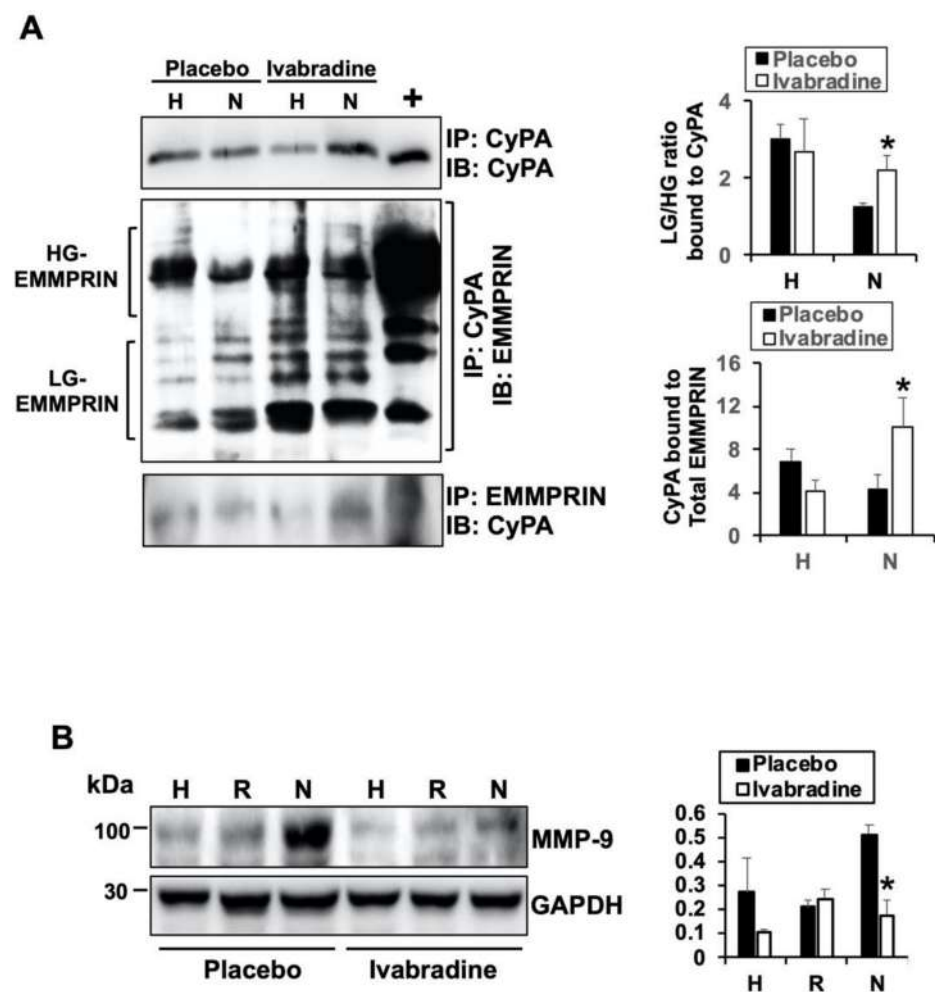 A
Placebo Ivabradine
H N H N +
IP: CyPA
IB: CyPA
HG-
EMMPRIN
LG-
EMMPRIN
IP: CyPA
IB: EMMPRIN
IP: EMMPRIN
IB: CyPA
Placebo
Ivabradine
LG/HG ratio
bound to CyPA
4
2
0
*
H N
Placebo
Ivabradine
CyPA bound to
Total EMMPRIN
16
12
8
4
0
*
H N
B
kDa
H R N H R N
100
MMP-9
30
GAPDH
Placebo Ivabradine
Placebo
Ivabradine
0.6
0.5
0.4
0.3
0.2
0.1
0
*
H R N